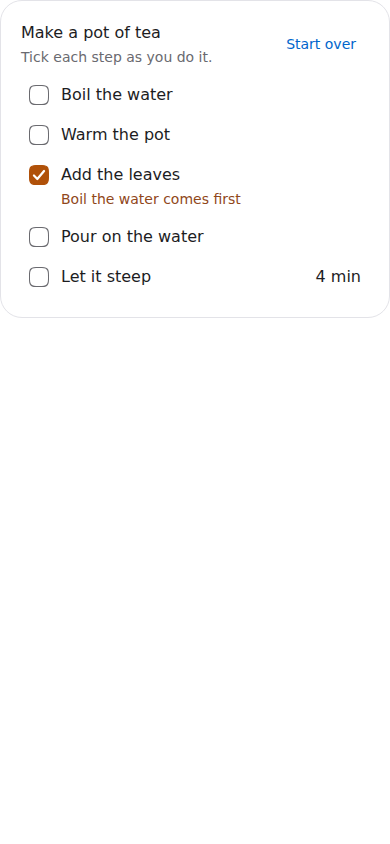 Make a pot of tea
Tick each step as you do it.
Start over
Boil the water
Warm the pot
Add the leaves
Boil the water comes first
Pour on the water
Let it steep 4 min